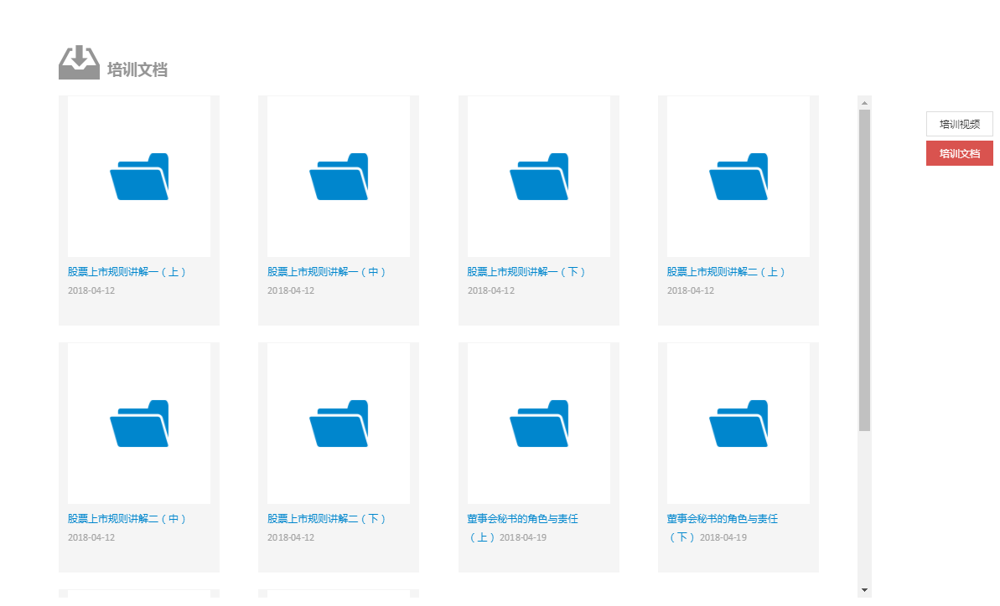 培训文档
培训视频
培训文档
股票上市规则讲解一（上）
2018-04-12
股票上市规则讲解一（中）
2018-04-12
股票上市规则讲解一（下）
2018-04-12
股票上市规则讲解二（上）
2018-04-12
股票上市规则讲解二（中）
2018-04-12
股票上市规则讲解二（下）
2018-04-12
董事会秘书的角色与责任
（上）2018-04-19
董事会秘书的角色与责任
（下）2018-04-19